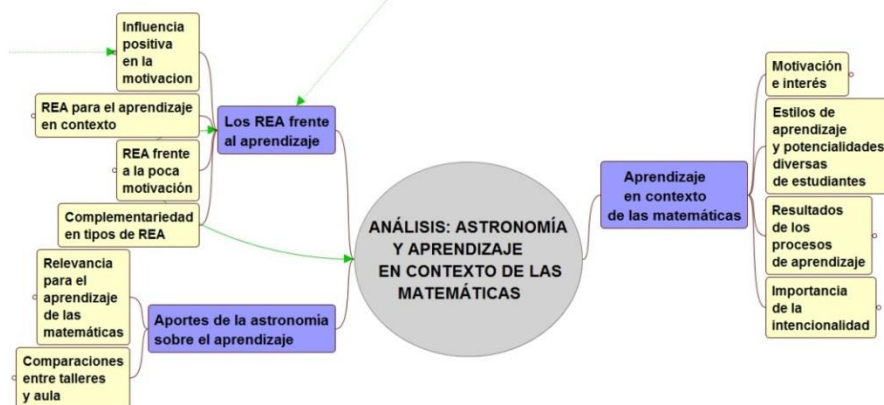 Influencia
positiva
en la
motivacion
REA para el aprendizaje
en contexto
REA frente
a la poca
motivación
Complementariedad
en tipos de REA
Los REA frente
al aprendizaje
Relevancia
para el
aprendizaje
de las
matemáticas
Comparaciones
entre talleres
y aula
Aportes de la astronomia
sobre el aprendizaje
ANÁLISIS: ASTRONOMÍA
Y APRENDIZAJE
EN CONTEXTO DE LAS
MATEMÁTICAS
Aprendizaje
en contexto
de las matemáticas
Motivación
e interés
Estilos de
aprendizaje
y potencialidades
diversas
de estudiantes
Resultados
de los
procesos
de aprendizaje
Importancia
de la
intencionalidad